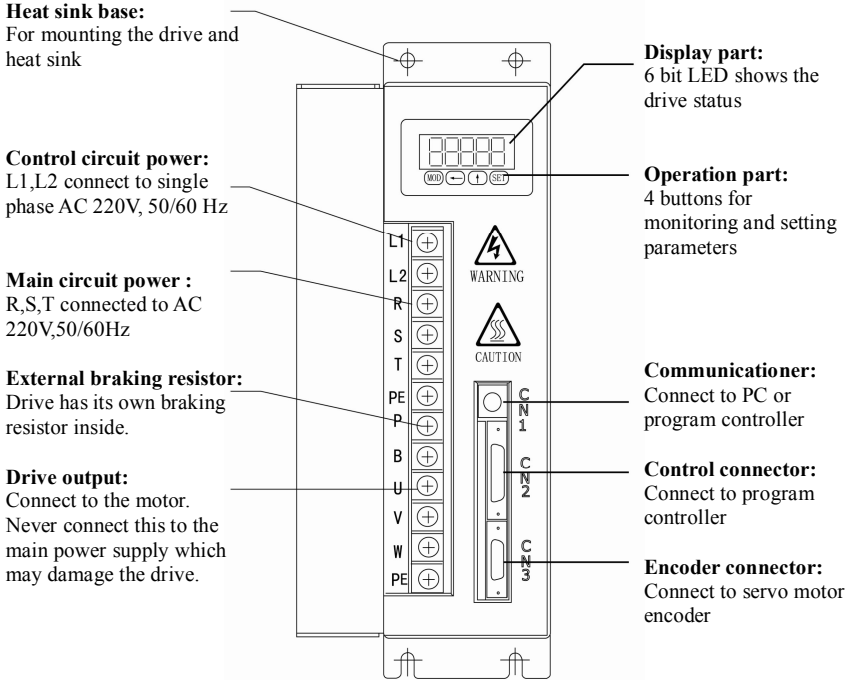 Heat sink base:
For mounting the drive and
heat sink
Control circuit power:
L1,L2 connect to single
phase AC 220V, 50/60 Hz
Main circuit power :
R,S,T connected to AC
220V,50/60Hz
External braking resistor:
Drive has its own braking
resistor inside.
Drive output:
Connect to the motor.
Never connect this to the
main power supply which
may damage the drive.
MOD ← ↑ SET
L1
L2
R
S
T
PE
P
B
U
V
W
PE
WARNING
CAUTION
CN1
CN2
CN3
Display part:
6 bit LED shows the
drive status
Operation part:
4 buttons for
monitoring and setting
parameters
Communicationer:
Connect to PC or
program controller
Control connector:
Connect to program
controller
Encoder connector:
Connect to servo motor
encoder